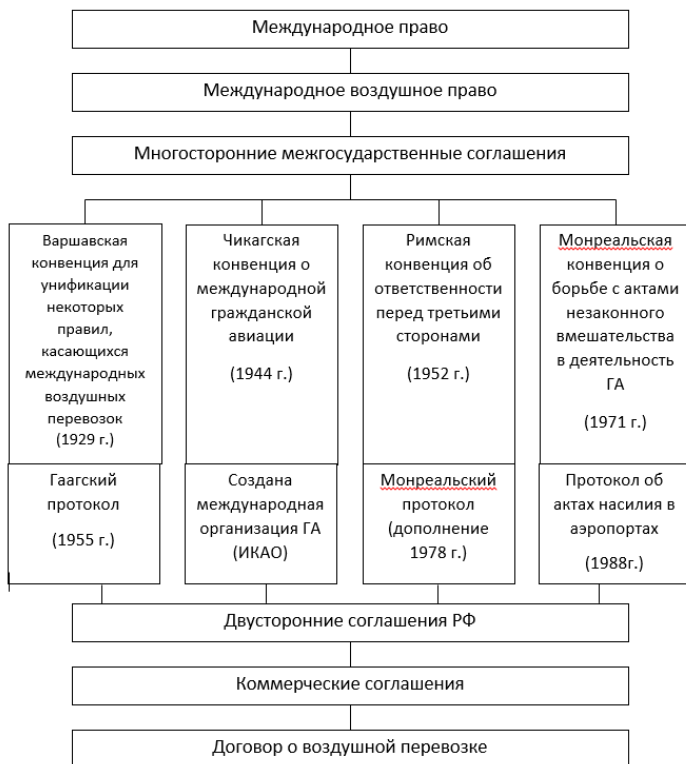 Международное право
Международное воздушное право
Многосторонние межгосударственные соглашения
Варшавская
конвенция для
унификации
некоторых
правил,
касающихся
международных
воздушных
перевозок
(1929 г.)
Чикагская
конвенция о
международной
гражданской
авиации
(1944 г.)
Римская
конвенция об
ответственности
перед третьими
сторонами
(1952 г.)
Монреальская
конвенция о
борьбе с актами
незаконного
вмешательства
в деятельность
ГА
(1971 г.)
Гаагский
протокол
(1955 г.)
Создана
международная
организация ГА
(ИКАО)
Монреальский
протокол
(дополнение
1978 г.)
Протокол об
актах насилия в
аэропортах
(1988г.)
Двусторонние соглашения РФ
Коммерческие соглашения
Договор о воздушной перевозке